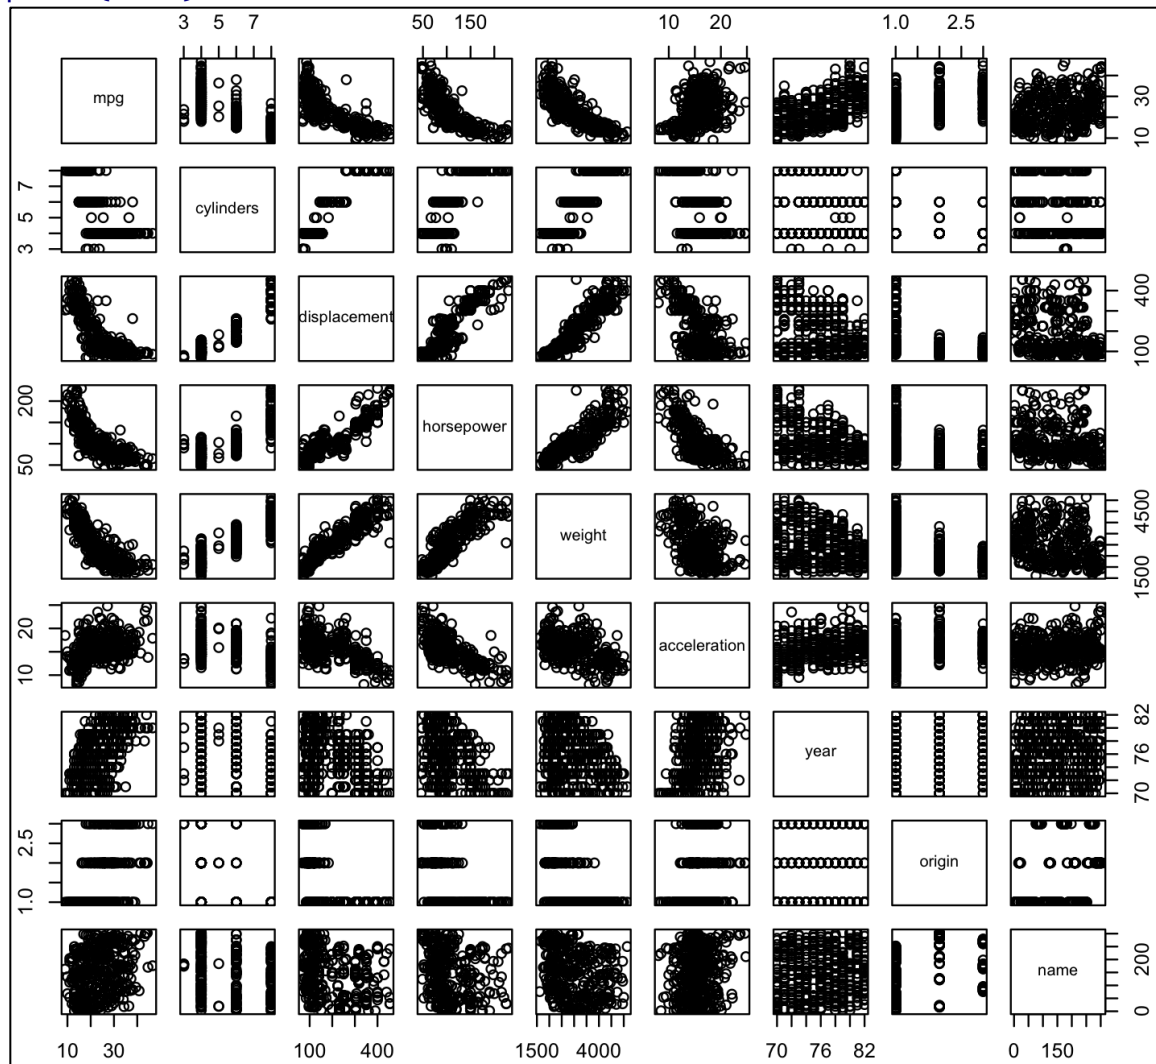 3 5 7 50 150 10 20 1.0 2.5
mpg 10 30
3 5 7 cylinders
displacement 100 400
50 200 horsepower
weight 1500 4500
10 20 acceleration
year 70 76 82
1.0 2.5 origin
name 0 200
10 30 100 400 1500 4000 70 76 82 0 150